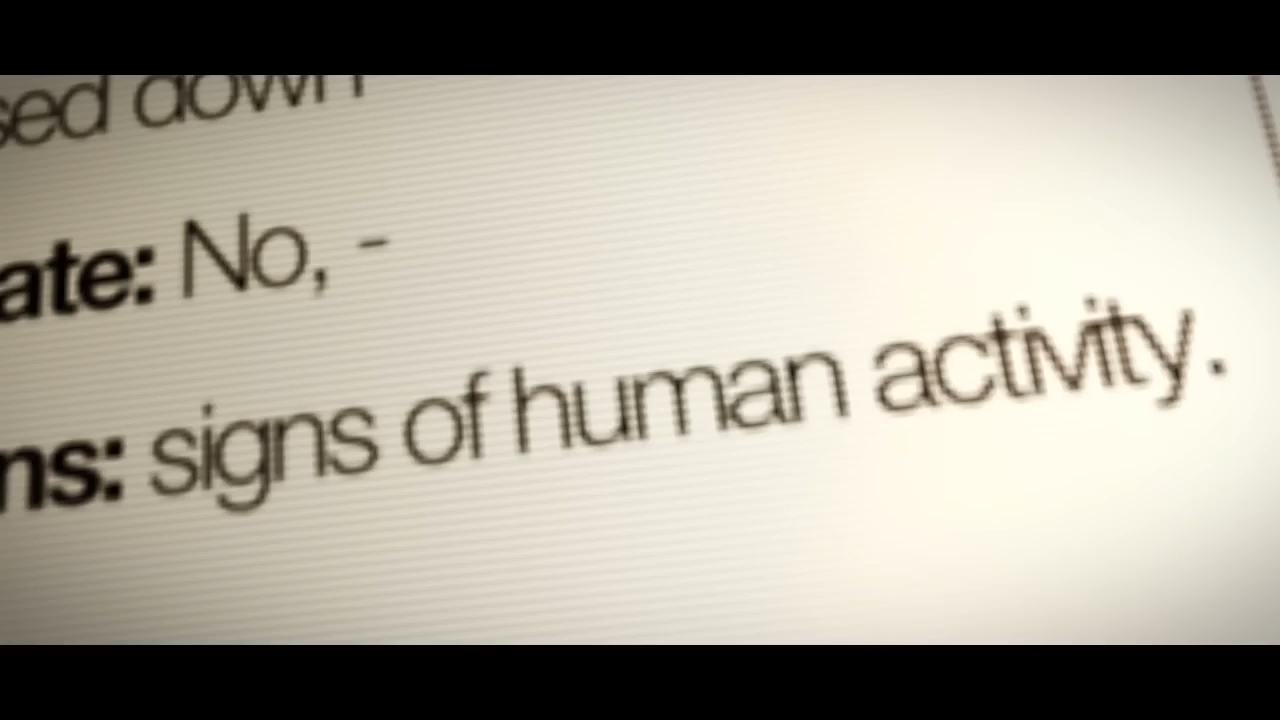 sed down
ate: No, -
ns: signs of human activity.